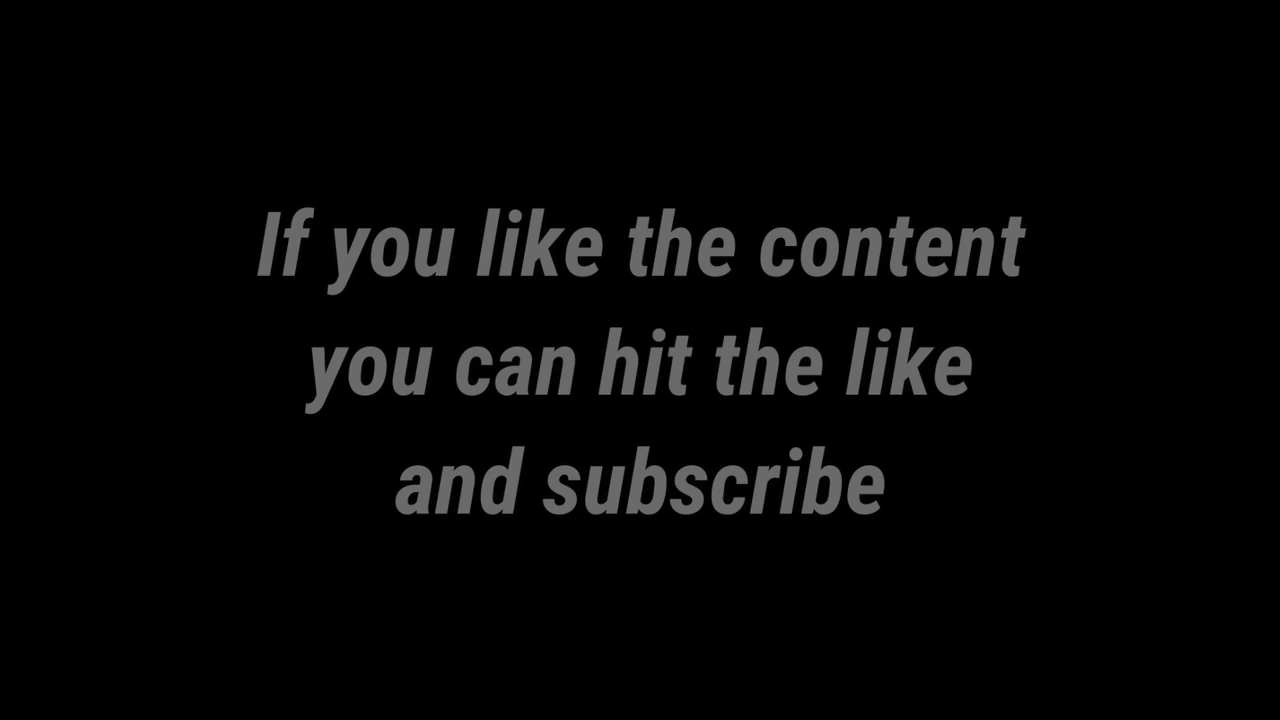 If you like the content
you can hit the like
and subscribe